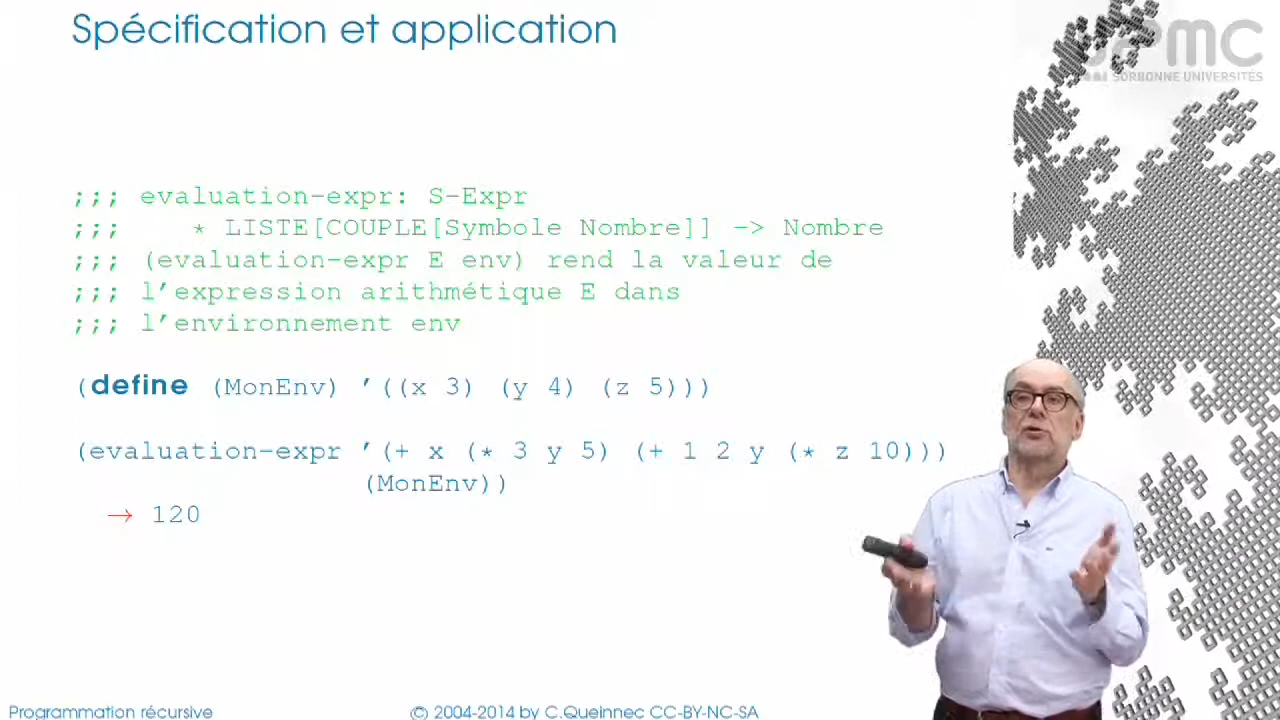 Spécification et application
UPMC
SORBONNE UNIVERSITÉS
;;; evaluation-expr: S-Expr
;;; * LISTE[COUPLE[Symbole Nombre]] -> Nombre
;;; (evaluation-expr E env) rend la valeur de
;;; l'expression arithmétique E dans
;;; l'environnement env
(define (MonEnv) '((x 3) (y 4) (z 5)))
(evaluation-expr '(+ x (* 3 y 5) (+ 1 2 y (* z 10)))
(MonEnv))
→ 120
Programmation récursive
© 2004-2014 by C.Queinnec CC-BY-NC-SA